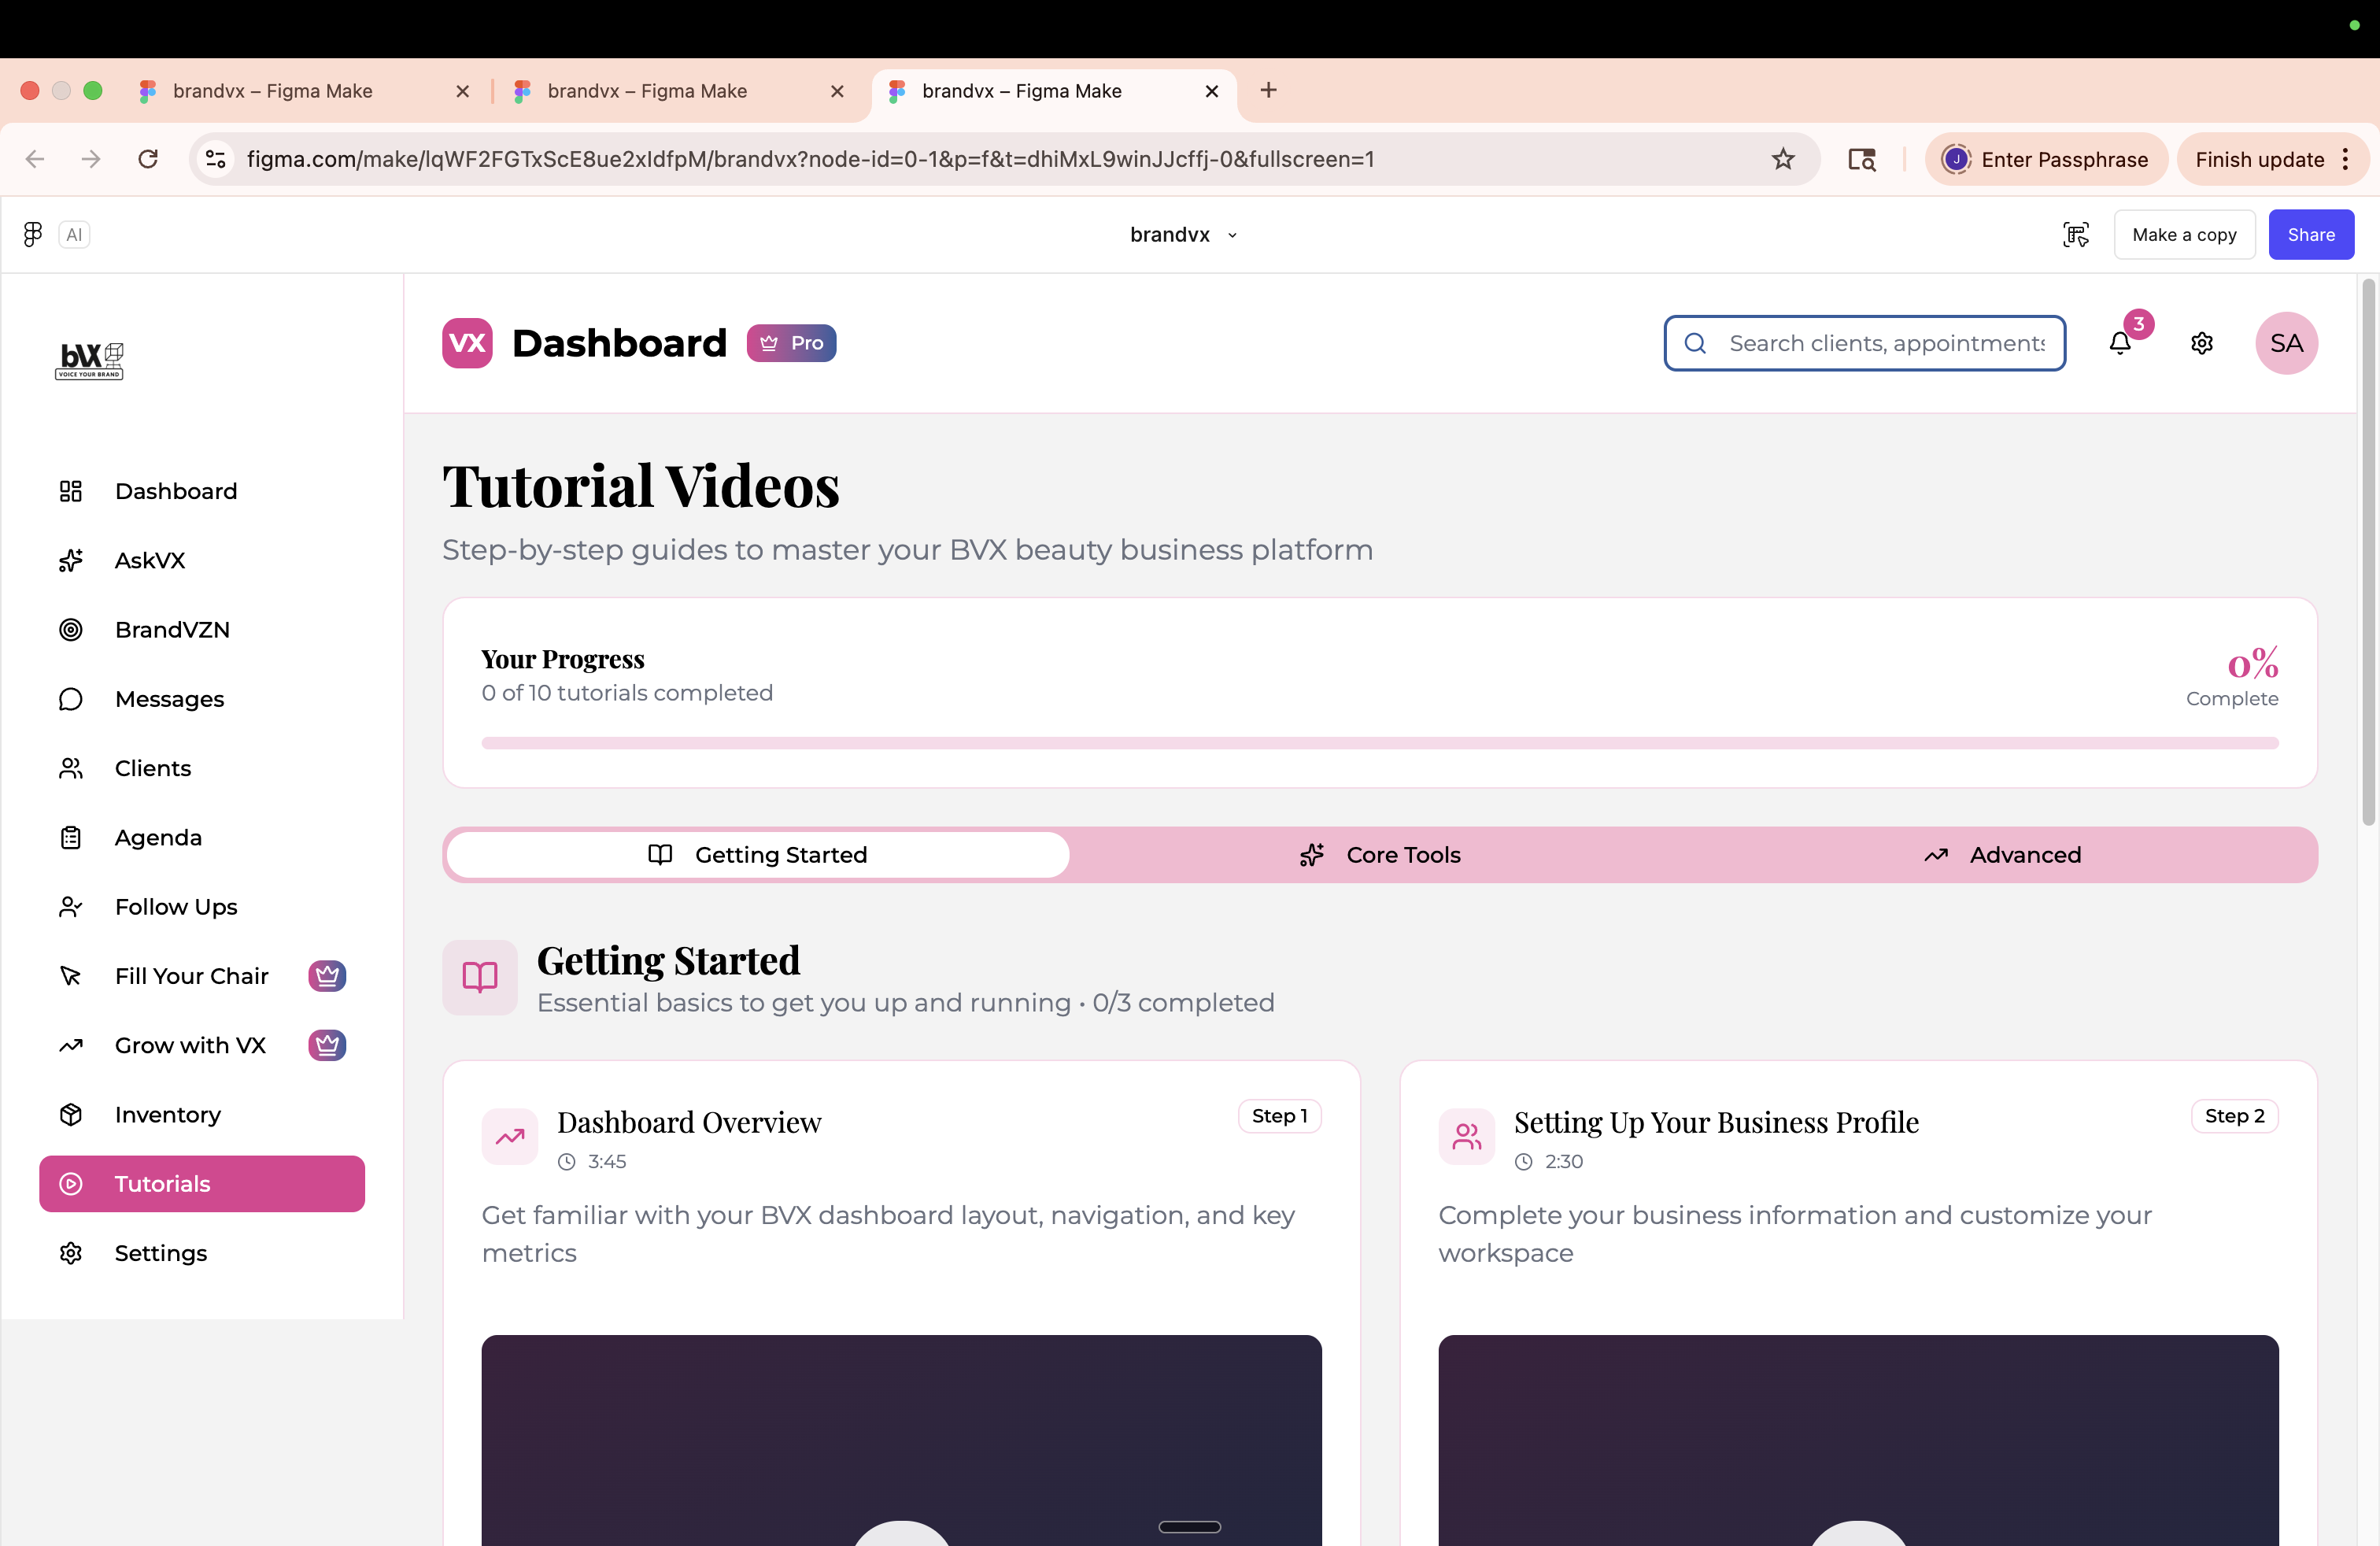 brandvx – Figma Make
brandvx – Figma Make
brandvx – Figma Make
figma.com/make/lqWF2FGTxScE8ue2xIdfpM/brandvx?node-id=0-1&p=f&t=dhiMxL9winJJcffj-0&fullscreen=1
J
Enter Passphrase
Finish update
AI
brandvx
Make a copy
Share
bVX
VOICE YOUR BRAND
Dashboard
AskVX
BrandVZN
Messages
Clients
Agenda
Follow Ups
Fill Your Chair
Grow with VX
Inventory
Tutorials
Settings
VX
Dashboard
Pro
Search clients, appointments
3
SA
Tutorial Videos
Step-by-step guides to master your BVX beauty business platform
Your Progress
0 of 10 tutorials completed
0%
Complete
Getting Started
Core Tools
Advanced
Getting Started
Essential basics to get you up and running • 0/3 completed
Dashboard Overview
Step 1
3:45
Get familiar with your BVX dashboard layout, navigation, and key
metrics
Setting Up Your Business Profile
Step 2
2:30
Complete your business information and customize your
workspace